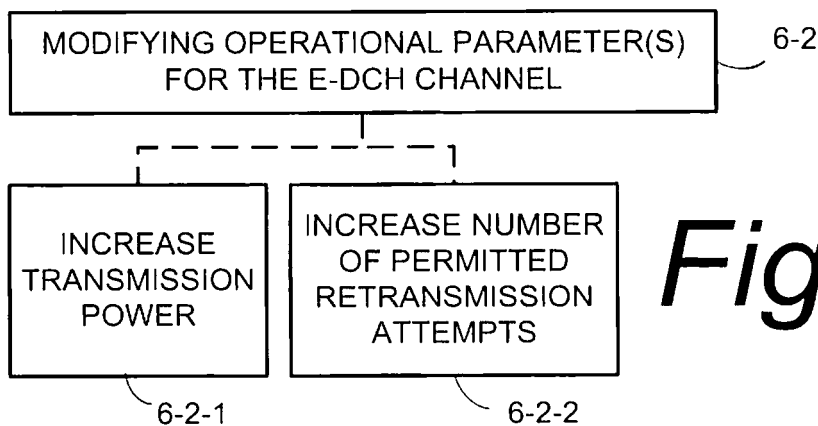 MODIFYING OPERATIONAL PARAMETER(S)
FOR THE E-DCH CHANNEL
6-2
INCREASE
TRANSMISSION
POWER
6-2-1
INCREASE NUMBER
OF PERMITTED
RETRANSMISSION
ATTEMPTS
6-2-2
Fig